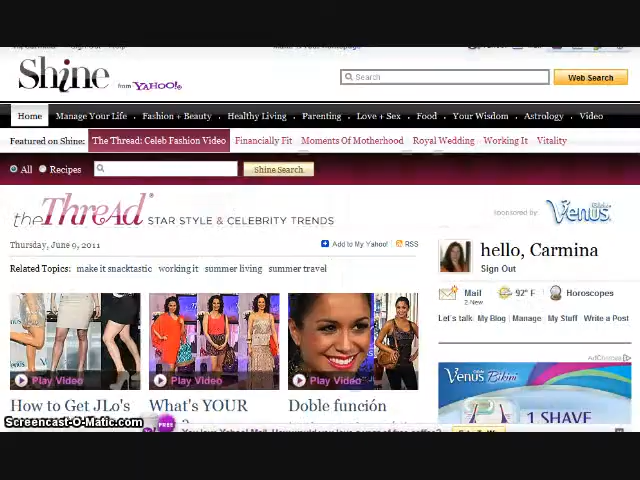 Shine from YAHOO!
Search
Web Search
Home Manage Your Life Fashion + Beauty Healthy Living Parenting Love + Sex Food Your Wisdom Astrology Video
Featured on Shine: The Thread: Celeb Fashion Video Financially Fit Moments Of Motherhood Royal Wedding Working It Vitality
All Recipes Shine Search
the Thread STAR STYLE & CELEBRITY TRENDS
sponsored by: Venus
Thursday, June 9, 2011
Add to My Yahoo! RSS
hello, Carmina
Sign Out
Related Topics: make it snacktastic working it summer living summer travel
Mail 92° F Horoscopes
2 New
Let's talk: My Blog Manage My Stuff Write a Post
AdChoices
Play Video Play Video Play Video
Venus Bikini
1 SHAVE
How to Get JLo's What's YOUR Doble función
Screencast-O-Matic.com
FREE